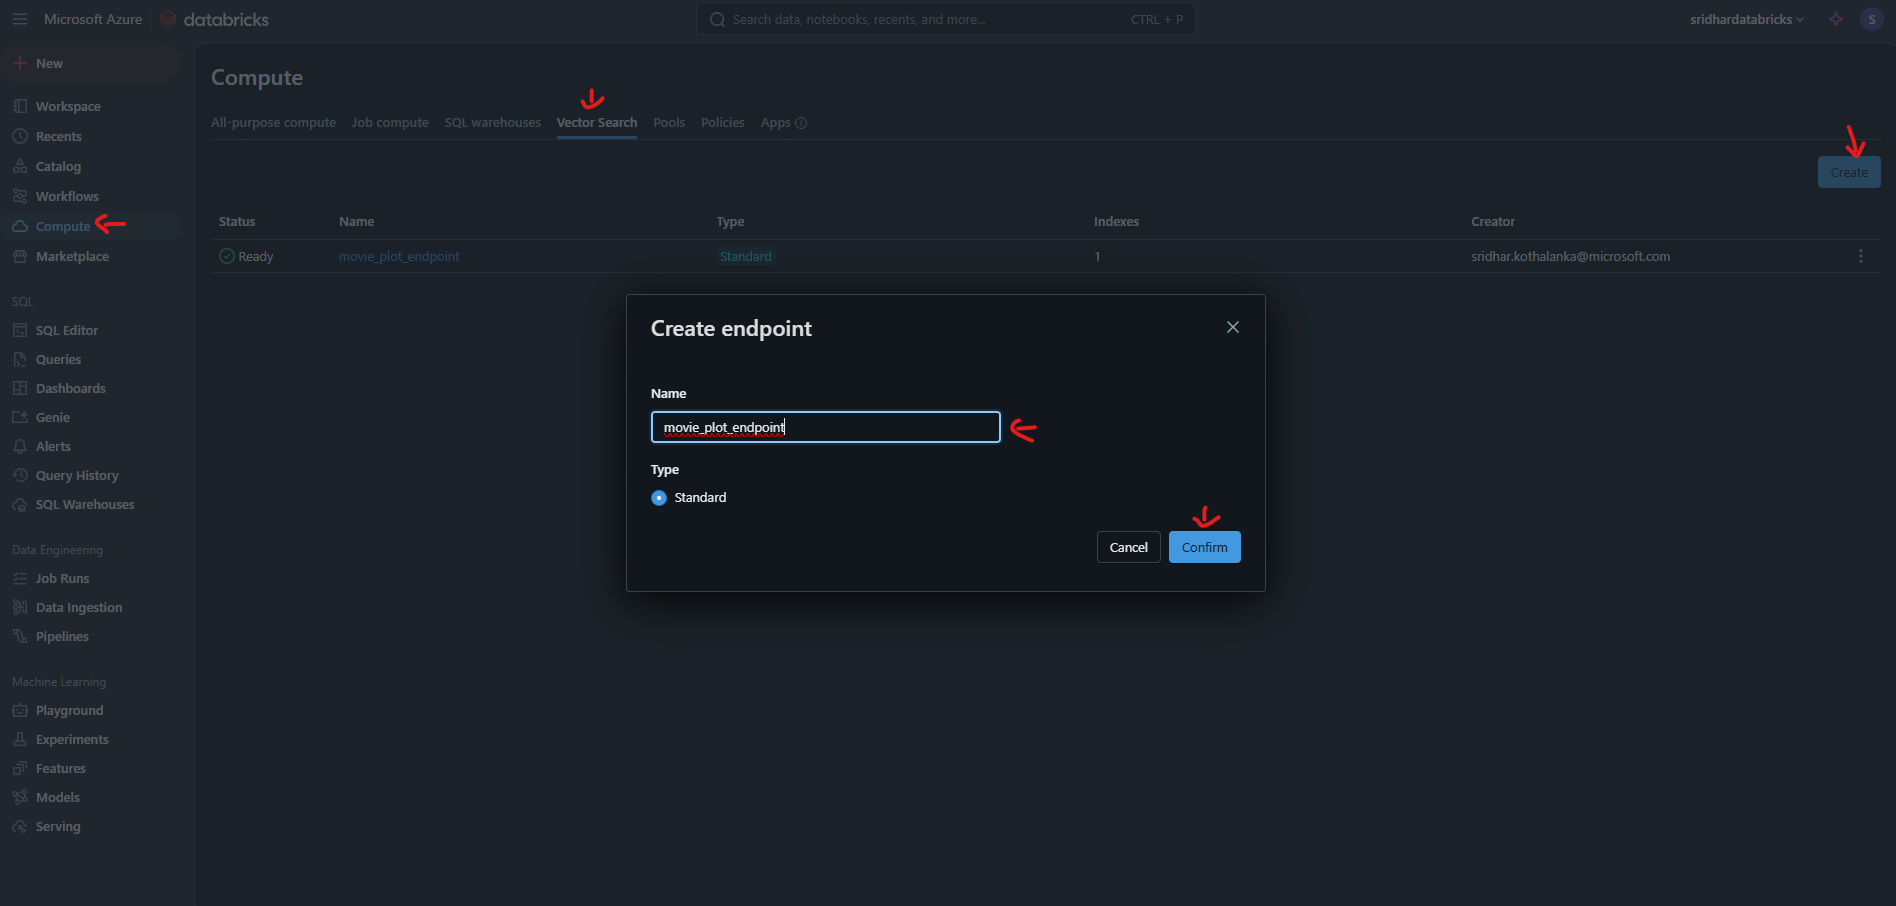 Microsoft Azure databricks
Search data, notebooks, recents, and more... CTRL + P
sridhardatabricks
S
New
Workspace
Recents
Catalog
Workflows
Compute
Marketplace
SQL
SQL Editor
Queries
Dashboards
Genie
Alerts
Query History
SQL Warehouses
Data Engineering
Job Runs
Data Ingestion
Pipelines
Machine Learning
Playground
Experiments
Features
Models
Serving
Compute
All-purpose compute Job compute SQL warehouses Vector Search Pools Policies Apps
Create
Status Name Type Indexes Creator
Ready movie_plot_endpoint Standard 1 sridhar.kothalanka@microsoft.com
Create endpoint
Name
movie_plot_endpoint
Type
Standard
Cancel Confirm